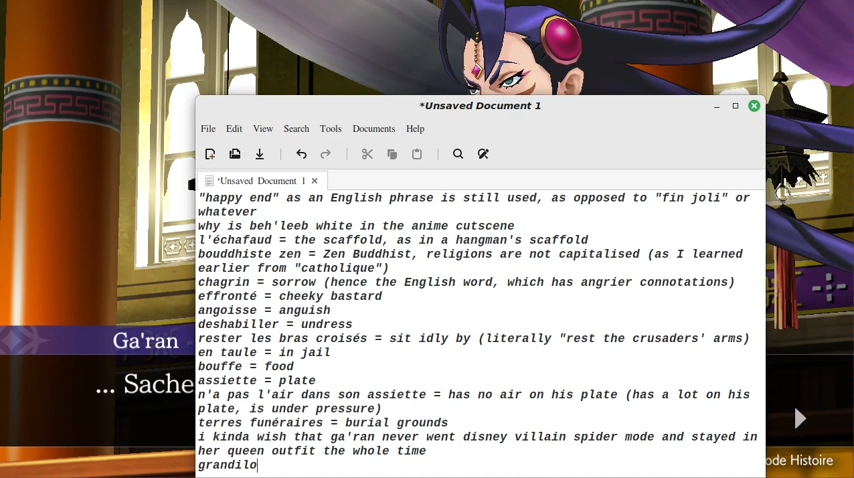 *Unsaved Document 1
File Edit View Search Tools Documents Help
*Unsaved Document 1
"happy end" as an English phrase is still used, as opposed to "fin joli" or
whatever
why is beh'leeb white in the anime cutscene
l'échafaud = the scaffold, as in a hangman's scaffold
bouddhiste zen = Zen Buddhist, religions are not capitalised (as I learned
earlier from "catholique")
chagrin = sorrow (hence the English word, which has angrier connotations)
effronté = cheeky bastard
angoisse = anguish
deshabiller = undress
rester les bras croisés = sit idly by (literally "rest the crusaders' arms)
en taule = in jail
bouffe = food
assiette = plate
n'a pas l'air dans son assiette = has no air on his plate (has a lot on his
plate, is under pressure)
terres funéraires = burial grounds
i kinda wish that ga'ran never went disney villain spider mode and stayed in
her queen outfit the whole time
grandilo
Ga'ran
... Sache
ode Histoire